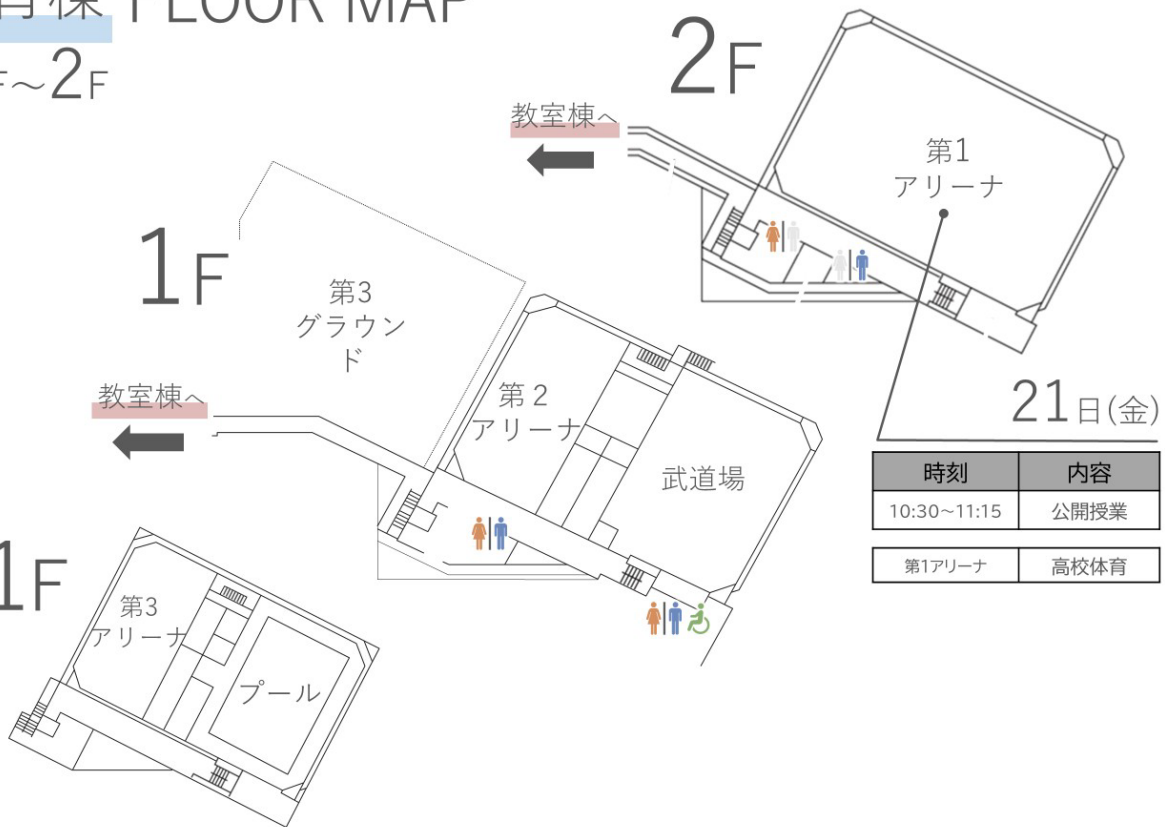 育棟 FLOOR MAP
F～2F
2F
教室棟へ
第1
アリーナ
1F
第3
グラウン
ド
教室棟へ
第２
アリーナ
武道場
21日(金)
時刻 内容
10:30~11:15 公開授業
第1アリーナ 高校体育
1F
第3
アリーナ
プール